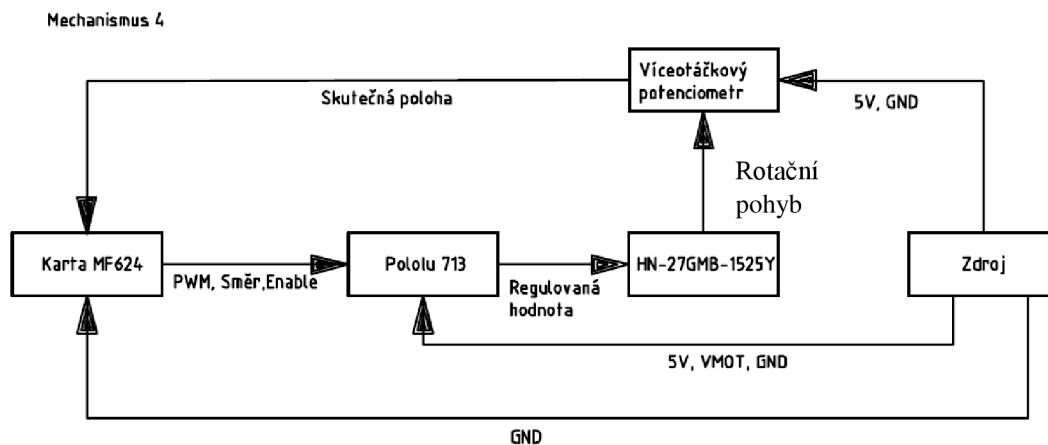 Mechanismus 4
Víceotáčkový
potenciometr
Skutečná poloha
5V, GND
Rotační
pohyb
Karta MF624
PWM, Směr,Enable
Pololu 713
Regulovaná
hodnota
HN-27GMB-1525Y
Zdroj
5V, VMOT, GND
GND